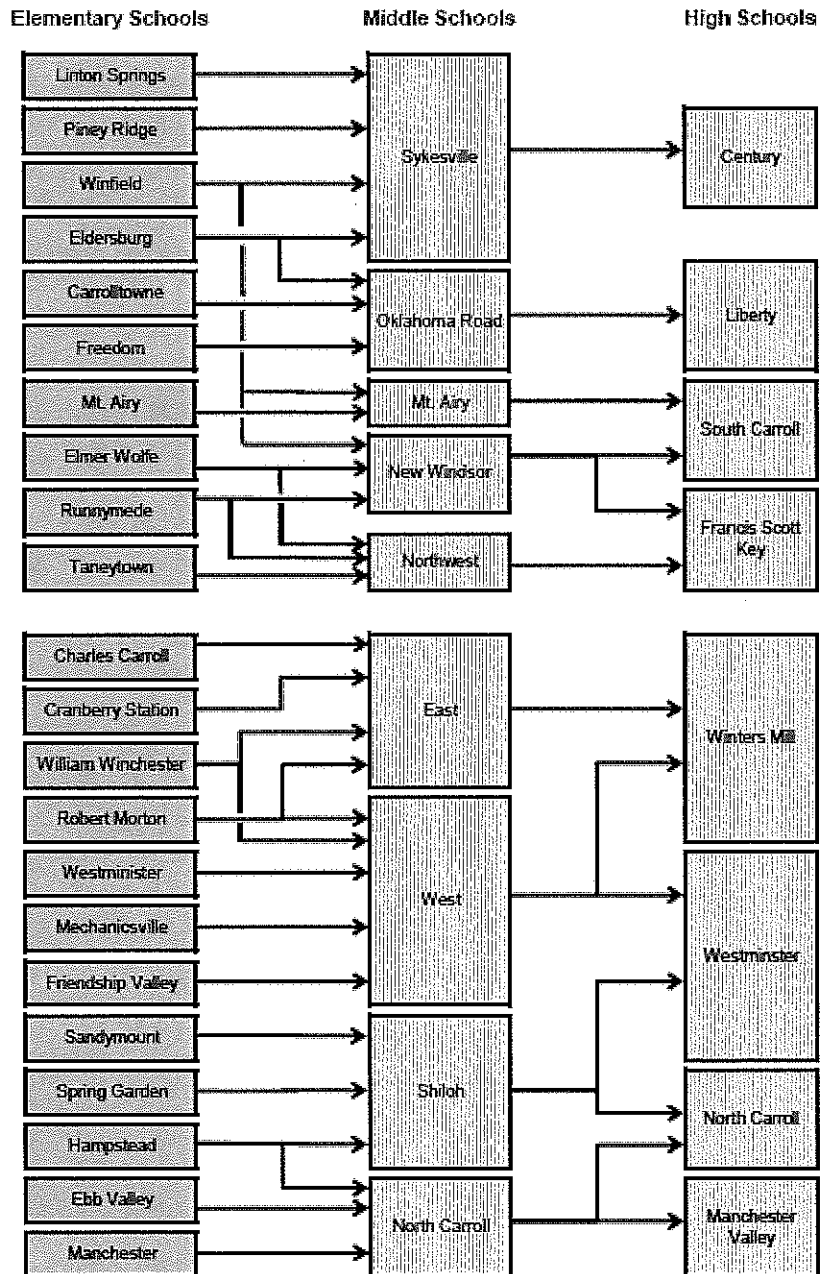 Elementary Schools
Middle Schools
High Schools
Linton Springs
Piney Ridge
Winfield
Eldersburg
Carrolltowne
Freedom
Mt. Airy
Elmer Wolfe
Runnymede
Taneytown
Sykesville
Oklahoma Road
Mt. Airy
New Windsor
Northwest
Century
Liberty
South Carroll
Francis Scott
Key
Charles Carroll
Cranberry Station
William Winchester
Robert Morton
Westminister
Mechanicsville
Friendship Valley
Sandymount
Spring Garden
Hampstead
Ebb Valley
Manchester
East
West
Shiloh
North Carroll
Winters Mill
Westminster
North Carroll
Manchester
Valley